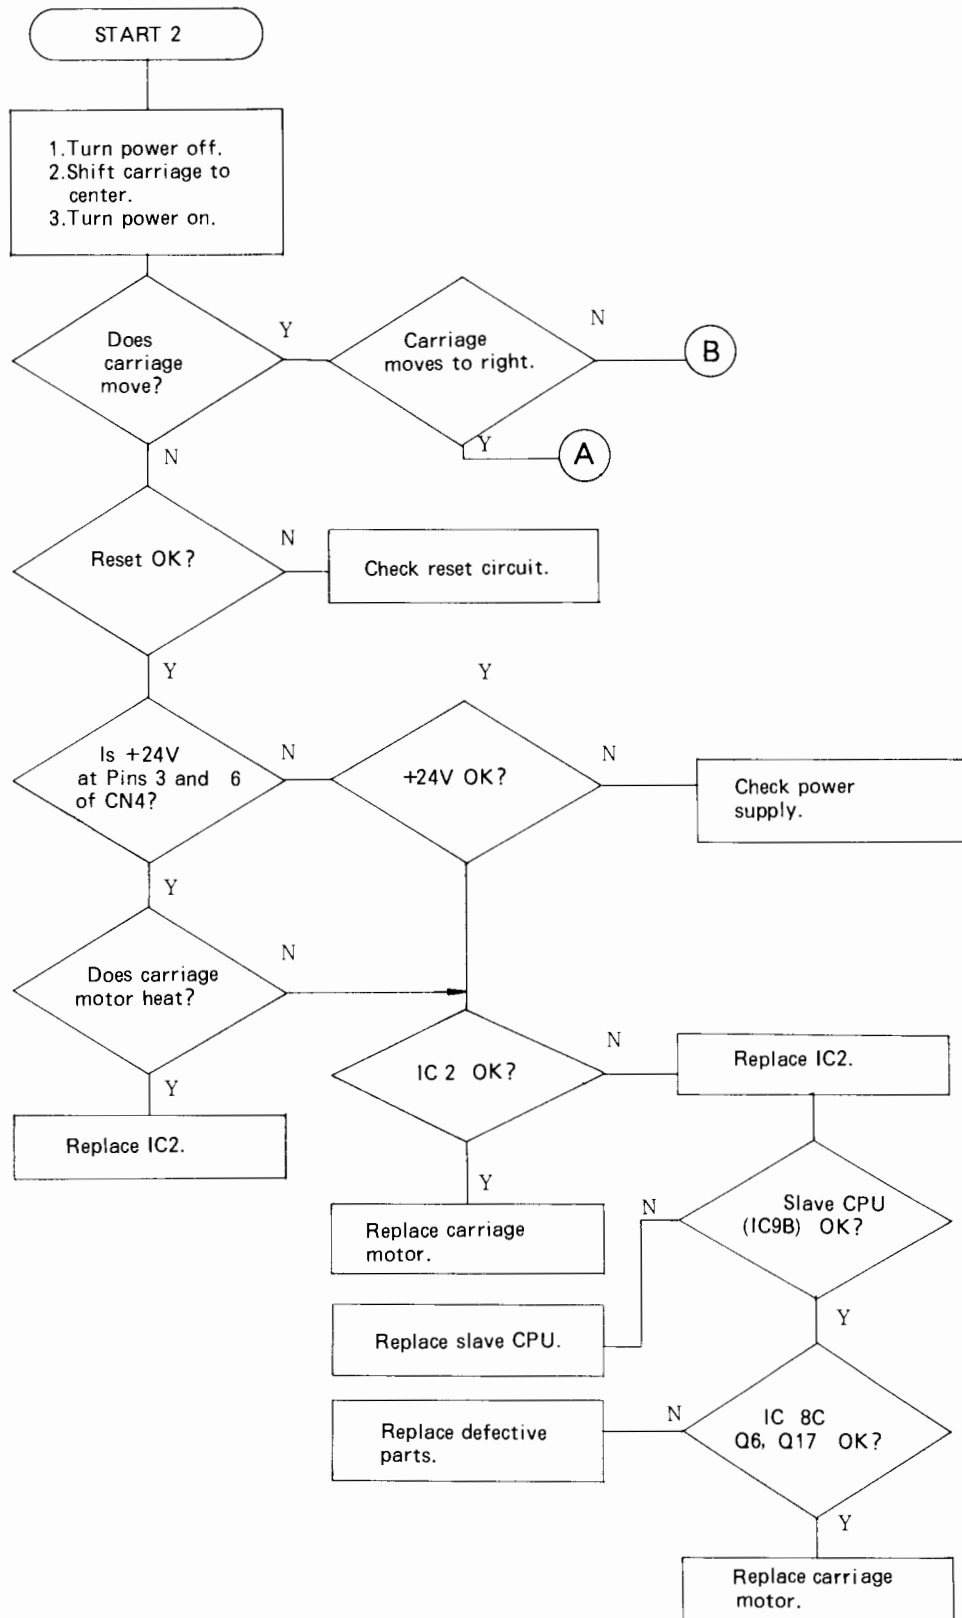 START 2
1.Turn power off.
2.Shift carriage to
center.
3.Turn power on.
Does
carriage
move?
Y
Carriage
moves to right.
N
B
Y
A
N
Reset OK?
N
Check reset circuit.
Y
Is +24V
at Pins 3 and 6
of CN4?
N
Y
+24V OK?
N
Check power
supply.
Y
Does carriage
motor heat?
N
Y
Replace IC2.
IC 2 OK?
N
Replace IC2.
Y
Replace carriage
motor.
Slave CPU
(IC9B) OK?
N
Replace slave CPU.
Y
IC 8C
Q6, Q17 OK?
N
Replace defective
parts.
Y
Replace carriage
motor.